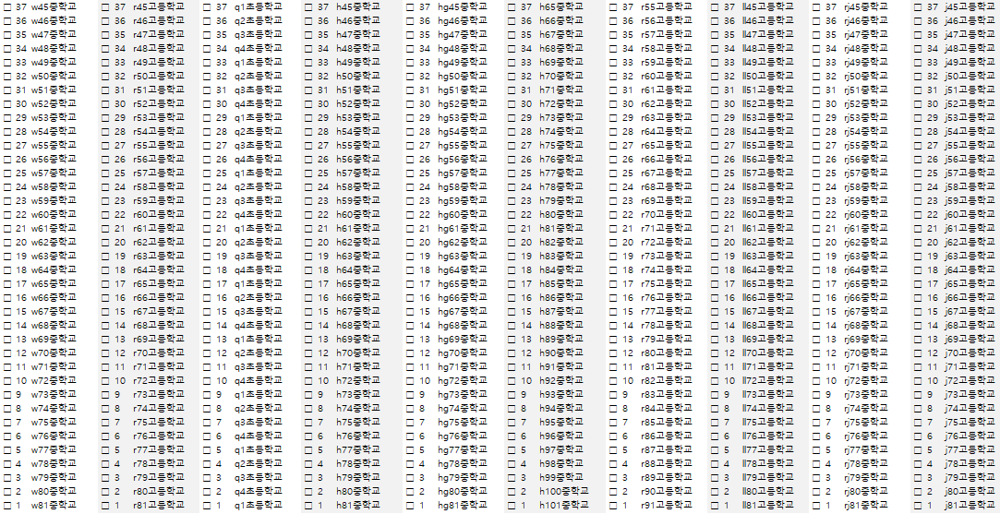 □ 37 w45중학교 □ 37 r45고등학교 □ 37 q1초등학교 □ 37 h45중학교 □ 37 hg45중학교 □ 37 h65중학교 □ 37 r55고등학교 □ 37 ll45고등학교 □ 37 rj45중학교 □ 37 j45고등학교
□ 36 w46중학교 □ 36 r46고등학교 □ 36 q2초등학교 □ 36 h46중학교 □ 36 hg46중학교 □ 36 h66중학교 □ 36 r56고등학교 □ 36 ll46고등학교 □ 36 rj46중학교 □ 36 j46고등학교
□ 35 w47중학교 □ 35 r47고등학교 □ 35 q3초등학교 □ 35 h47중학교 □ 35 hg47중학교 □ 35 h67중학교 □ 35 r57고등학교 □ 35 ll47고등학교 □ 35 rj47중학교 □ 35 j47고등학교
□ 34 w48중학교 □ 34 r48고등학교 □ 34 q4초등학교 □ 34 h48중학교 □ 34 hg48중학교 □ 34 h68중학교 □ 34 r58고등학교 □ 34 ll48고등학교 □ 34 rj48중학교 □ 34 j48고등학교
□ 33 w49중학교 □ 33 r49고등학교 □ 33 q1초등학교 □ 33 h49중학교 □ 33 hg49중학교 □ 33 h69중학교 □ 33 r59고등학교 □ 33 ll49고등학교 □ 33 rj49중학교 □ 33 j49고등학교
□ 32 w50중학교 □ 32 r50고등학교 □ 32 q2초등학교 □ 32 h50중학교 □ 32 hg50중학교 □ 32 h70중학교 □ 32 r60고등학교 □ 32 ll50고등학교 □ 32 rj50중학교 □ 32 j50고등학교
□ 31 w51중학교 □ 31 r51고등학교 □ 31 q3초등학교 □ 31 h51중학교 □ 31 hg51중학교 □ 31 h71중학교 □ 31 r61고등학교 □ 31 ll51고등학교 □ 31 rj51중학교 □ 31 j51고등학교
□ 30 w52중학교 □ 30 r52고등학교 □ 30 q4초등학교 □ 30 h52중학교 □ 30 hg52중학교 □ 30 h72중학교 □ 30 r62고등학교 □ 30 ll52고등학교 □ 30 rj52중학교 □ 30 j52고등학교
□ 29 w53중학교 □ 29 r53고등학교 □ 29 q1초등학교 □ 29 h53중학교 □ 29 hg53중학교 □ 29 h73중학교 □ 29 r63고등학교 □ 29 ll53고등학교 □ 29 rj53중학교 □ 29 j53고등학교
□ 28 w54중학교 □ 28 r54고등학교 □ 28 q2초등학교 □ 28 h54중학교 □ 28 hg54중학교 □ 28 h74중학교 □ 28 r64고등학교 □ 28 ll54고등학교 □ 28 rj54중학교 □ 28 j54고등학교
□ 27 w55중학교 □ 27 r55고등학교 □ 27 q3초등학교 □ 27 h55중학교 □ 27 hg55중학교 □ 27 h75중학교 □ 27 r65고등학교 □ 27 ll55고등학교 □ 27 rj55중학교 □ 27 j55고등학교
□ 26 w56중학교 □ 26 r56고등학교 □ 26 q4초등학교 □ 26 h56중학교 □ 26 hg56중학교 □ 26 h76중학교 □ 26 r66고등학교 □ 26 ll56고등학교 □ 26 rj56중학교 □ 26 j56고등학교
□ 25 w57중학교 □ 25 r57고등학교 □ 25 q1초등학교 □ 25 h57중학교 □ 25 hg57중학교 □ 25 h77중학교 □ 25 r67고등학교 □ 25 ll57고등학교 □ 25 rj57중학교 □ 25 j57고등학교
□ 24 w58중학교 □ 24 r58고등학교 □ 24 q2초등학교 □ 24 h58중학교 □ 24 hg58중학교 □ 24 h78중학교 □ 24 r68고등학교 □ 24 ll58고등학교 □ 24 rj58중학교 □ 24 j58고등학교
□ 23 w59중학교 □ 23 r59고등학교 □ 23 q3초등학교 □ 23 h59중학교 □ 23 hg59중학교 □ 23 h79중학교 □ 23 r69고등학교 □ 23 ll59고등학교 □ 23 rj59중학교 □ 23 j59고등학교
□ 22 w60중학교 □ 22 r60고등학교 □ 22 q4초등학교 □ 22 h60중학교 □ 22 hg60중학교 □ 22 h80중학교 □ 22 r70고등학교 □ 22 ll60고등학교 □ 22 rj60중학교 □ 22 j60고등학교
□ 21 w61중학교 □ 21 r61고등학교 □ 21 q1초등학교 □ 21 h61중학교 □ 21 hg61중학교 □ 21 h81중학교 □ 21 r71고등학교 □ 21 ll61고등학교 □ 21 rj61중학교 □ 21 j61고등학교
□ 20 w62중학교 □ 20 r62고등학교 □ 20 q2초등학교 □ 20 h62중학교 □ 20 hg62중학교 □ 20 h82중학교 □ 20 r72고등학교 □ 20 ll62고등학교 □ 20 rj62중학교 □ 20 j62고등학교
□ 19 w63중학교 □ 19 r63고등학교 □ 19 q3초등학교 □ 19 h63중학교 □ 19 hg63중학교 □ 19 h83중학교 □ 19 r73고등학교 □ 19 ll63고등학교 □ 19 rj63중학교 □ 19 j63고등학교
□ 18 w64중학교 □ 18 r64고등학교 □ 18 q4초등학교 □ 18 h64중학교 □ 18 hg64중학교 □ 18 h84중학교 □ 18 r74고등학교 □ 18 ll64고등학교 □ 18 rj64중학교 □ 18 j64고등학교
□ 17 w65중학교 □ 17 r65고등학교 □ 17 q1초등학교 □ 17 h65중학교 □ 17 hg65중학교 □ 17 h85중학교 □ 17 r75고등학교 □ 17 ll65고등학교 □ 17 rj65중학교 □ 17 j65고등학교
□ 16 w66중학교 □ 16 r66고등학교 □ 16 q2초등학교 □ 16 h66중학교 □ 16 hg66중학교 □ 16 h86중학교 □ 16 r76고등학교 □ 16 ll66고등학교 □ 16 rj66중학교 □ 16 j66고등학교
□ 15 w67중학교 □ 15 r67고등학교 □ 15 q3초등학교 □ 15 h67중학교 □ 15 hg67중학교 □ 15 h87중학교 □ 15 r77고등학교 □ 15 ll67고등학교 □ 15 rj67중학교 □ 15 j67고등학교
□ 14 w68중학교 □ 14 r68고등학교 □ 14 q4초등학교 □ 14 h68중학교 □ 14 hg68중학교 □ 14 h88중학교 □ 14 r78고등학교 □ 14 ll68고등학교 □ 14 rj68중학교 □ 14 j68고등학교
□ 13 w69중학교 □ 13 r69고등학교 □ 13 q1초등학교 □ 13 h69중학교 □ 13 hg69중학교 □ 13 h89중학교 □ 13 r79고등학교 □ 13 ll69고등학교 □ 13 rj69중학교 □ 13 j69고등학교
□ 12 w70중학교 □ 12 r70고등학교 □ 12 q2초등학교 □ 12 h70중학교 □ 12 hg70중학교 □ 12 h90중학교 □ 12 r80고등학교 □ 12 ll70고등학교 □ 12 rj70중학교 □ 12 j70고등학교
□ 11 w71중학교 □ 11 r71고등학교 □ 11 q3초등학교 □ 11 h71중학교 □ 11 hg71중학교 □ 11 h91중학교 □ 11 r81고등학교 □ 11 ll71고등학교 □ 11 rj71중학교 □ 11 j71고등학교
□ 10 w72중학교 □ 10 r72고등학교 □ 10 q4초등학교 □ 10 h72중학교 □ 10 hg72중학교 □ 10 h92중학교 □ 10 r82고등학교 □ 10 ll72고등학교 □ 10 rj72중학교 □ 10 j72고등학교
□ 9 w73중학교 □ 9 r73고등학교 □ 9 q1초등학교 □ 9 h73중학교 □ 9 hg73중학교 □ 9 h93중학교 □ 9 r83고등학교 □ 9 ll73고등학교 □ 9 rj73중학교 □ 9 j73고등학교
□ 8 w74중학교 □ 8 r74고등학교 □ 8 q2초등학교 □ 8 h74중학교 □ 8 hg74중학교 □ 8 h94중학교 □ 8 r84고등학교 □ 8 ll74고등학교 □ 8 rj74중학교 □ 8 j74고등학교
□ 7 w75중학교 □ 7 r75고등학교 □ 7 q3초등학교 □ 7 h75중학교 □ 7 hg75중학교 □ 7 h95중학교 □ 7 r85고등학교 □ 7 ll75고등학교 □ 7 rj75중학교 □ 7 j75고등학교
□ 6 w76중학교 □ 6 r76고등학교 □ 6 q4초등학교 □ 6 h76중학교 □ 6 hg76중학교 □ 6 h96중학교 □ 6 r86고등학교 □ 6 ll76고등학교 □ 6 rj76중학교 □ 6 j76고등학교
□ 5 w77중학교 □ 5 r77고등학교 □ 5 q1초등학교 □ 5 h77중학교 □ 5 hg77중학교 □ 5 h97중학교 □ 5 r87고등학교 □ 5 ll77고등학교 □ 5 rj77중학교 □ 5 j77고등학교
□ 4 w78중학교 □ 4 r78고등학교 □ 4 q2초등학교 □ 4 h78중학교 □ 4 hg78중학교 □ 4 h98중학교 □ 4 r88고등학교 □ 4 ll78고등학교 □ 4 rj78중학교 □ 4 j78고등학교
□ 3 w79중학교 □ 3 r79고등학교 □ 3 q3초등학교 □ 3 h79중학교 □ 3 hg79중학교 □ 3 h99중학교 □ 3 r89고등학교 □ 3 ll79고등학교 □ 3 rj79중학교 □ 3 j79고등학교
□ 2 w80중학교 □ 2 r80고등학교 □ 2 q4초등학교 □ 2 h80중학교 □ 2 hg80중학교 □ 2 h100중학교 □ 2 r90고등학교 □ 2 ll80고등학교 □ 2 rj80중학교 □ 2 j80고등학교
□ 1 w81중학교 □ 1 r81고등학교 □ 1 q1초등학교 □ 1 h81중학교 □ 1 hg81중학교 □ 1 h101중학교 □ 1 r91고등학교 □ 1 ll81고등학교 □ 1 rj81중학교 □ 1 j81고등학교